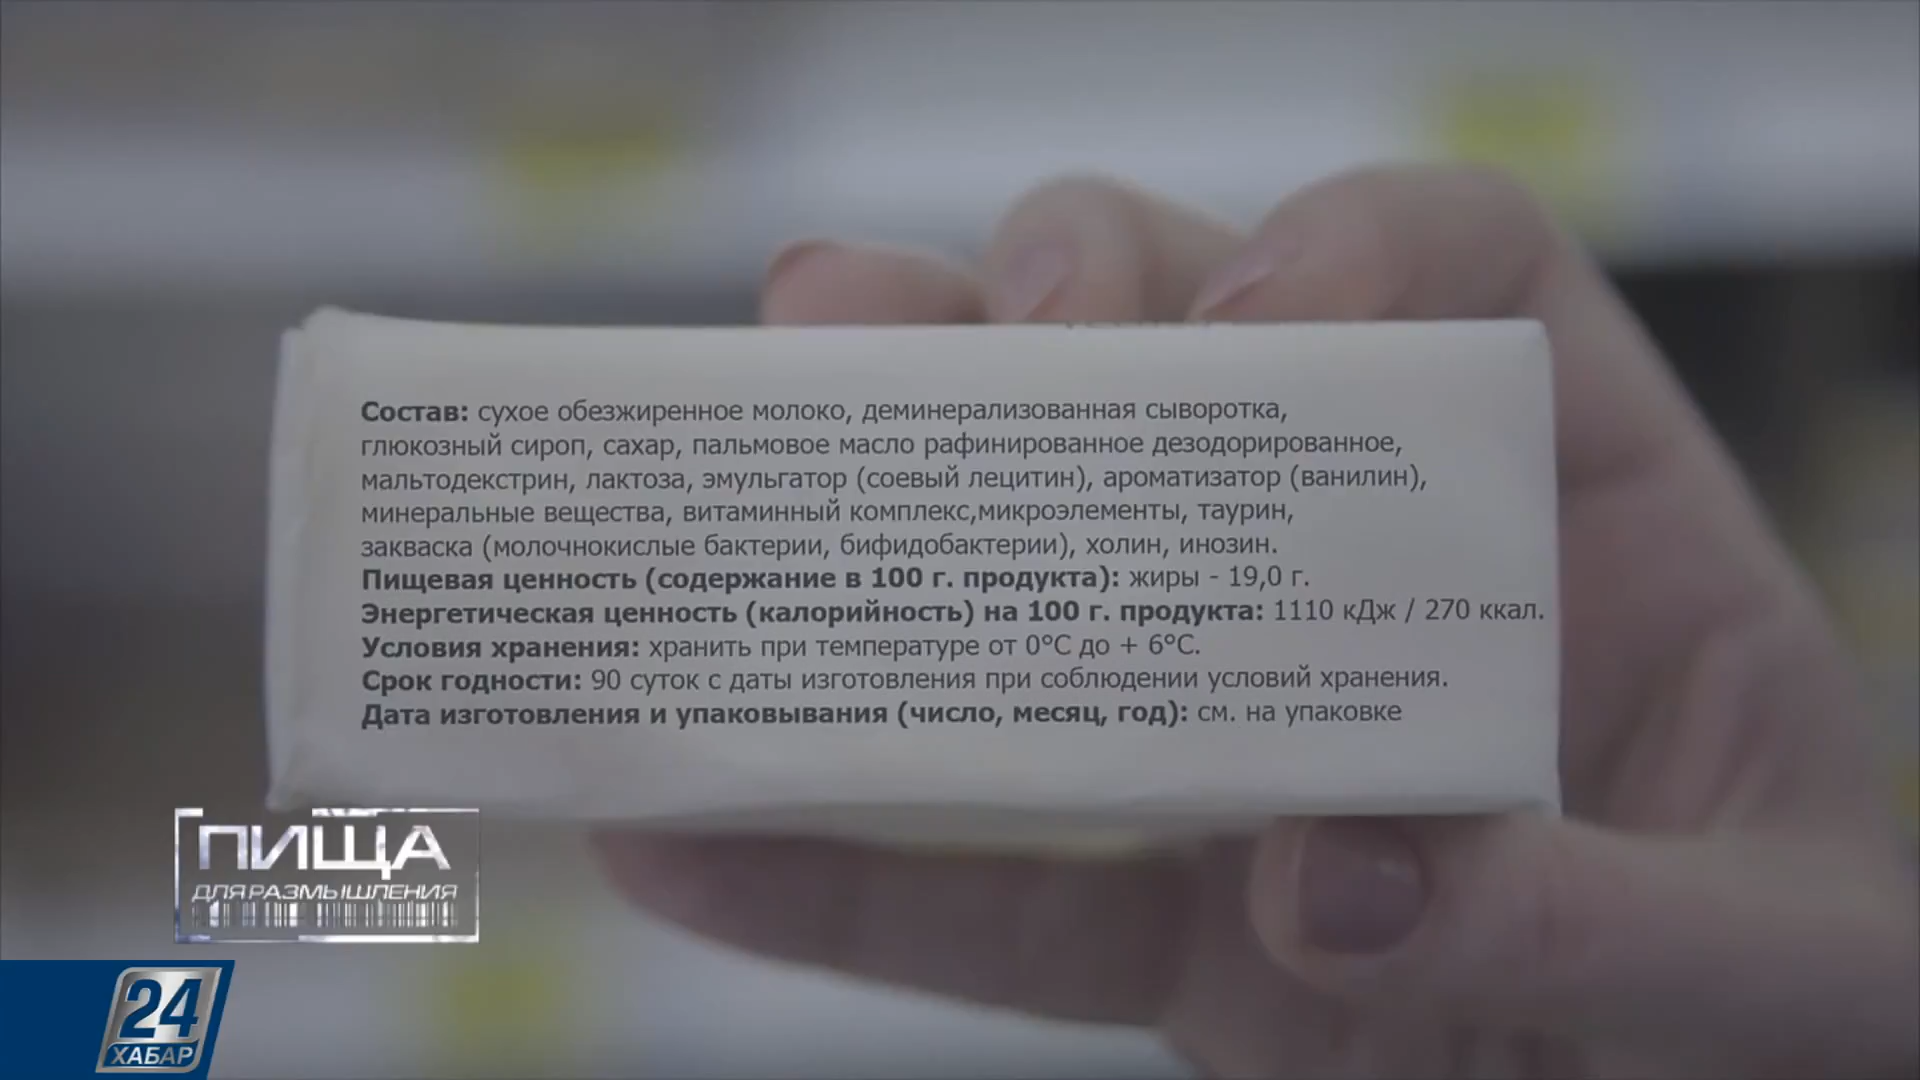 Состав: сухое обезжиренное молоко, деминерализованная сыворотка,
глюкозный сироп, сахар, пальмовое масло рафинированное дезодорированное,
мальтодекстрин, лактоза, эмульгатор (соевый лецитин), ароматизатор (ванилин),
минеральные вещества, витаминный комплекс,микроэлементы, таурин,
закваска (молочнокислые бактерии, бифидобактерии), холин, инозин.
Пищевая ценность (содержание в 100 г. продукта): жиры - 19,0 г.
Энергетическая ценность (калорийность) на 100 г. продукта: 1110 кДж / 270 ккал.
Условия хранения: хранить при температуре от 0°C до + 6°C.
Срок годности: 90 суток с даты изготовления при соблюдении условий хранения.
Дата изготовления и упаковывания (число, месяц, год): см. на упаковке
ПИЩА
ДЛЯ РАЗМЫШЛЕНИЯ
24
ХАБАР